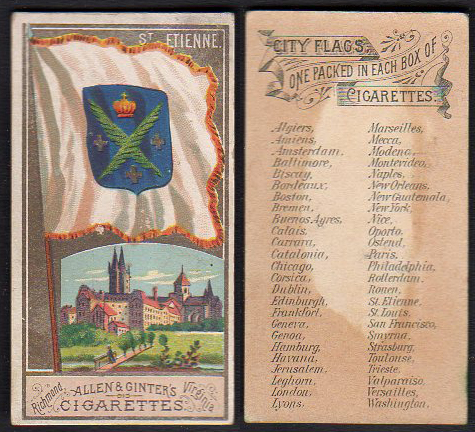 ST ETIENNE.
Richmond ALLEN & GINTER'S Virginia
CIGARETTES
CITY FLAGS.
ONE PACKED IN EACH BOX OF
CIGARETTES.
Algiers,
Amiens,
Amsterdam.
Baltimore,
Biscay,
Bordeaux,
Boston,
Bremen,
Buenos Ayres,
Calais,
Carrara,
Catalonia,
Chicago,
Corsica,
Dublin,
Edinburgh,
Frankfort.
Geneva,
Genoa,
Hamburg,
Havana,
Jerusalem,
Leghorn,
London,
Lyons,
Marseilles,
Mecca,
Modena,
Montevideo,
Naples,
New Orleans,
New Guatemala,
New York,
Nice,
Oporto.
Ostend,
Paris.
Philadelphia,
Rotterdam,
Rouen,
St. Etienne,
St. Louis,
San Francisco,
Smyrna,
Strasburg,
Toulouse,
Trieste,
Valparaiso,
Versailles,
Washington.